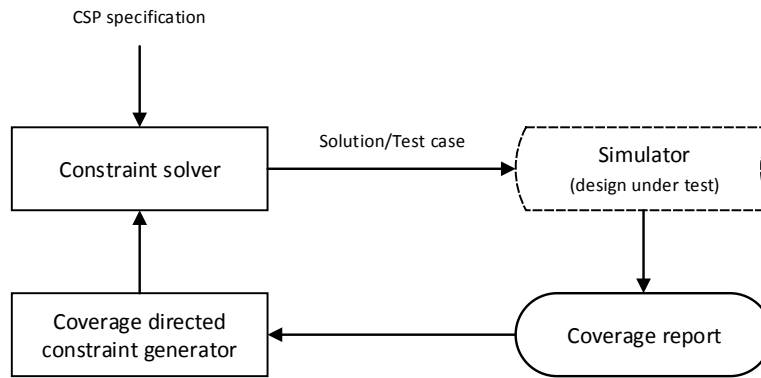 CSP specification
Constraint solver
Solution/Test case
Simulator
(design under test)
Coverage directed
constraint generator
Coverage report